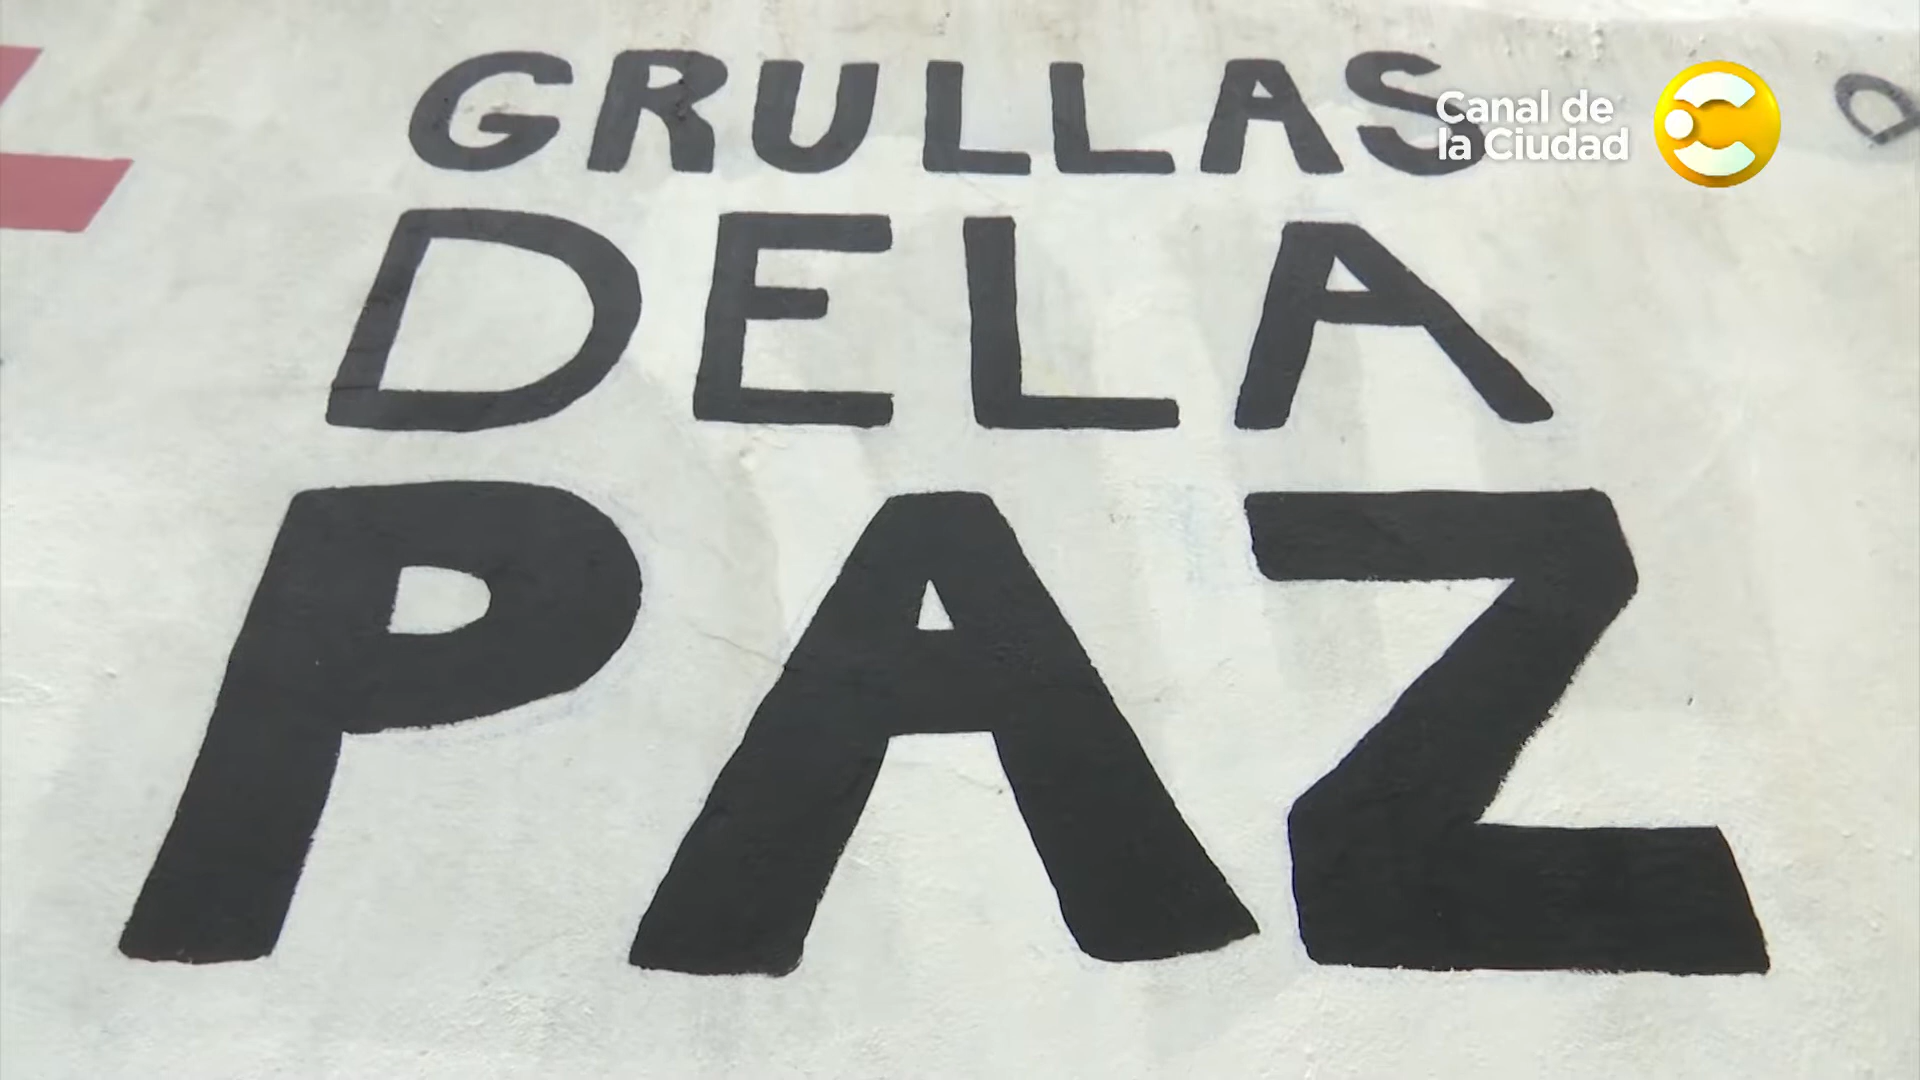 GRULLAS
DE LA
PAZ
Canal de
la Ciudad